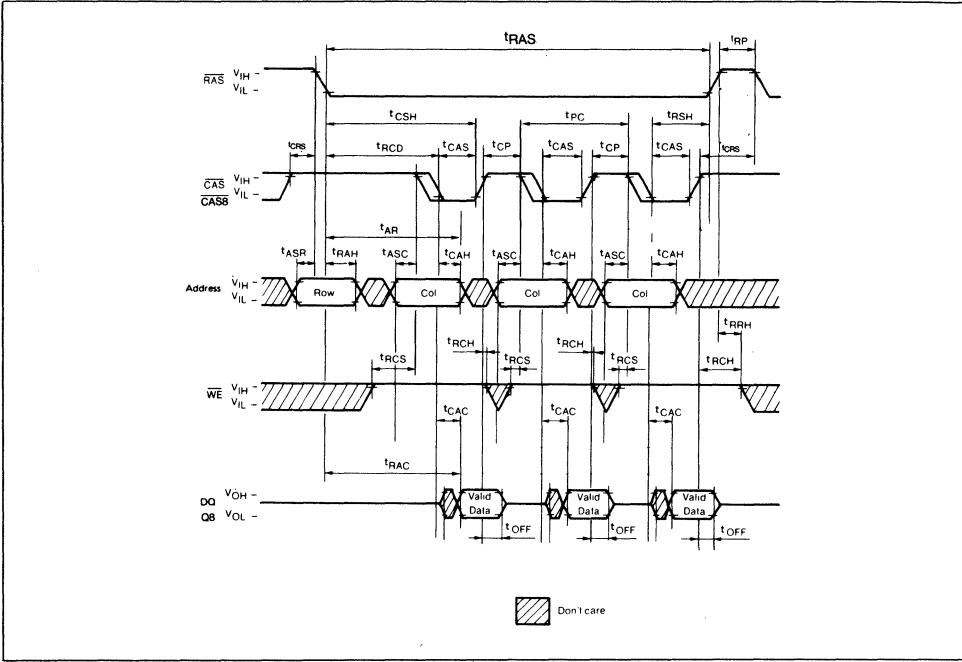 tRAS
tRP
RAS
VIH –
VIL –
tCSH
tPC
tRSH
tCRS
tRCD
tCAS
tCP
tCAS
tCP
tCAS
tCRS
CAS
CAS8
VIH –
VIL –
tAR
tASR
tRAH
tASC
tCAH
tASC
tCAH
tASC
tCAH
Address
VIH –
VIL –
Row
Col
Col
Col
tRRH
tRCH
tRCH
tRCS
tRCS
tRCS
tRCH
WE
VIH –
VIL –
tCAC
tCAC
tCAC
tRAC
DQ
Q8
VOH –
VOL –
Valid
Data
Valid
Data
Valid
Data
tOFF
tOFF
tOFF
Don't care